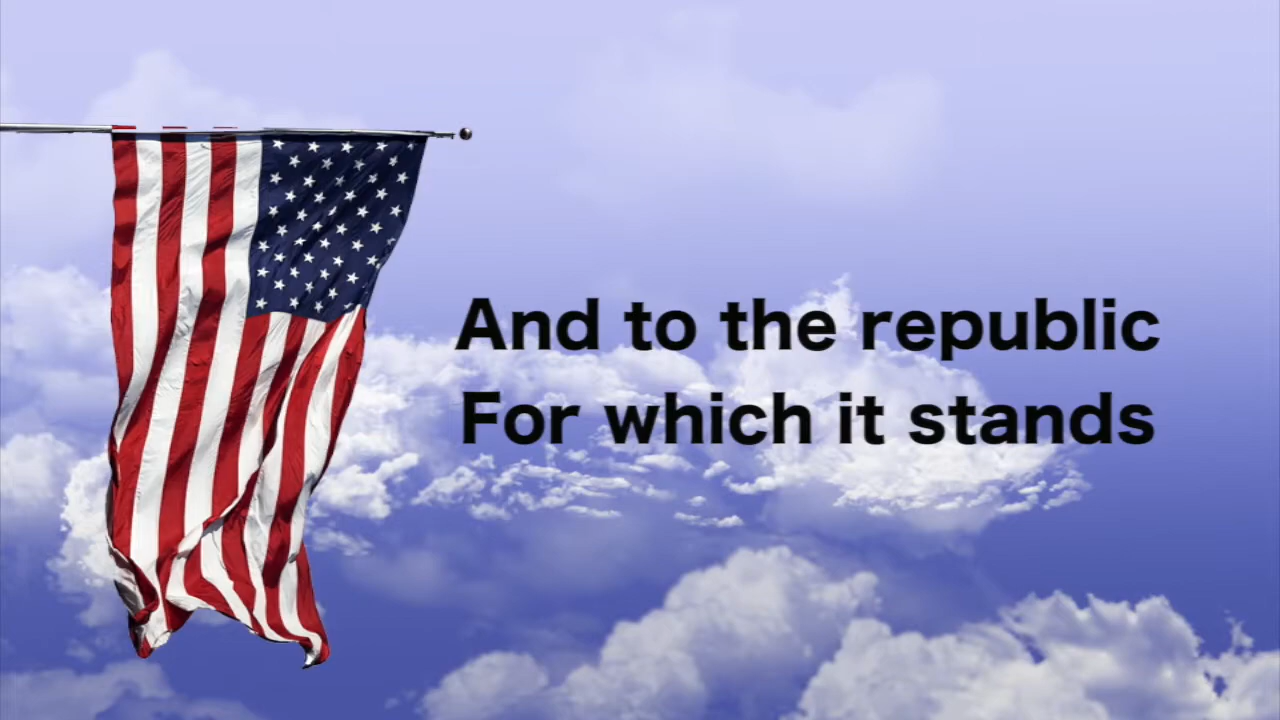 And to the republic
For which it stands